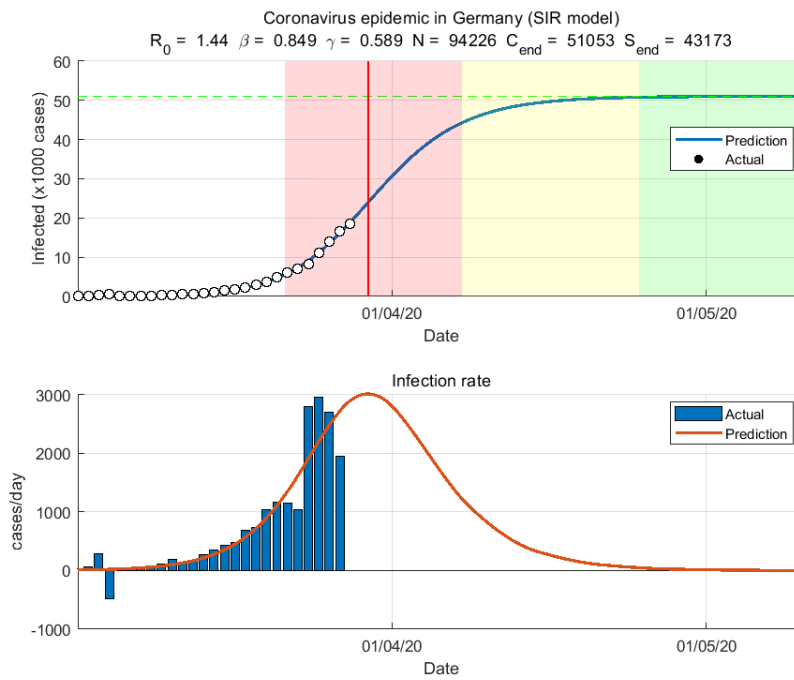 Coronavirus epidemic in Germany (SIR model)
R0 = 1.44 β = 0.849 γ = 0.589 N = 94226 Cend = 51053 Send = 43173
60
50
40
30
20
10
0
Infected (x1000 cases)
Prediction
Actual
01/04/20
01/05/20
Date
Infection rate
3000
2000
1000
0
-1000
cases/day
Actual
Prediction
01/04/20
01/05/20
Date